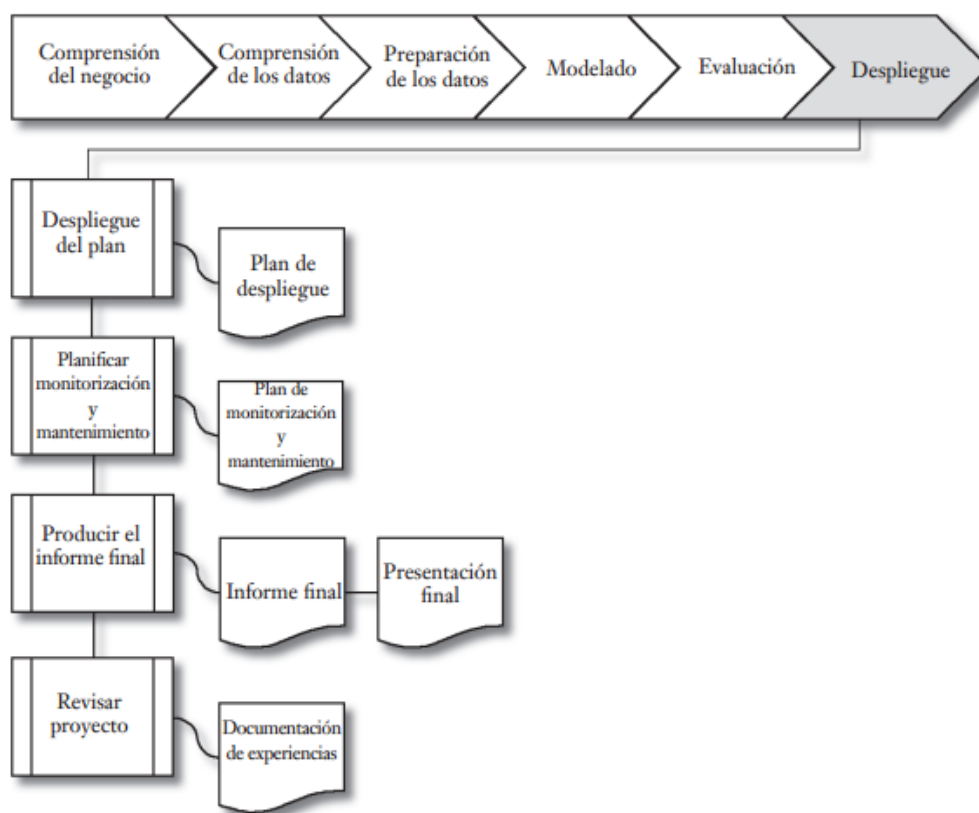 Comprensión
del negocio
Comprensión
de los datos
Preparación
de los datos
Modelado
Evaluación
Despliegue
Despliegue
del plan
Plan de
despliegue
Planificar
monitorización
y
mantenimiento
Plan de
monitorización
y
mantenimiento
Producir el
informe final
Informe final
Presentación
final
Revisar
proyecto
Documentación
de experiencias